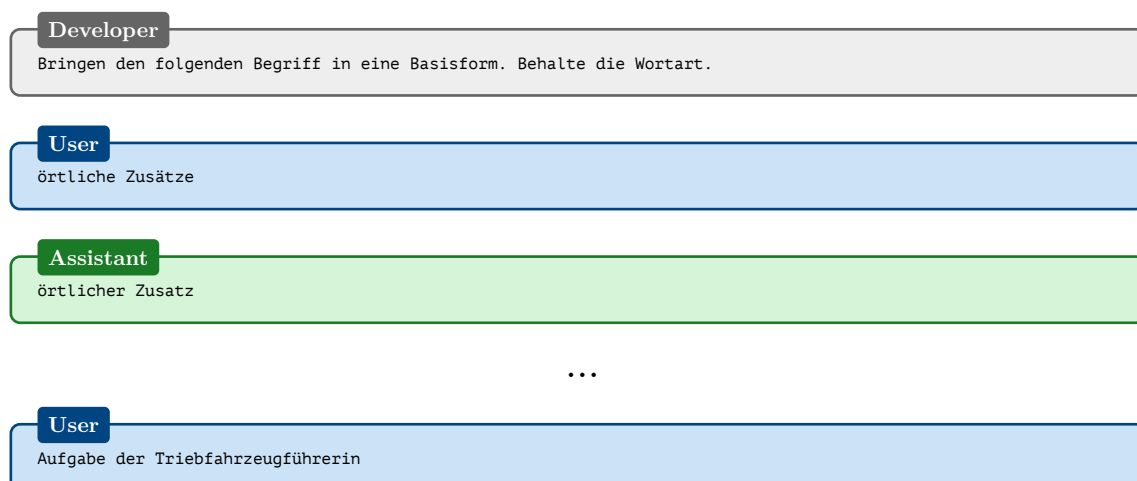 Developer
Bringen den folgenden Begriff in eine Basisform. Behalte die Wortart.
User
örtliche Zusätze
Assistant
örtlicher Zusatz
...
User
Aufgabe der Triebfahrzeugführerin